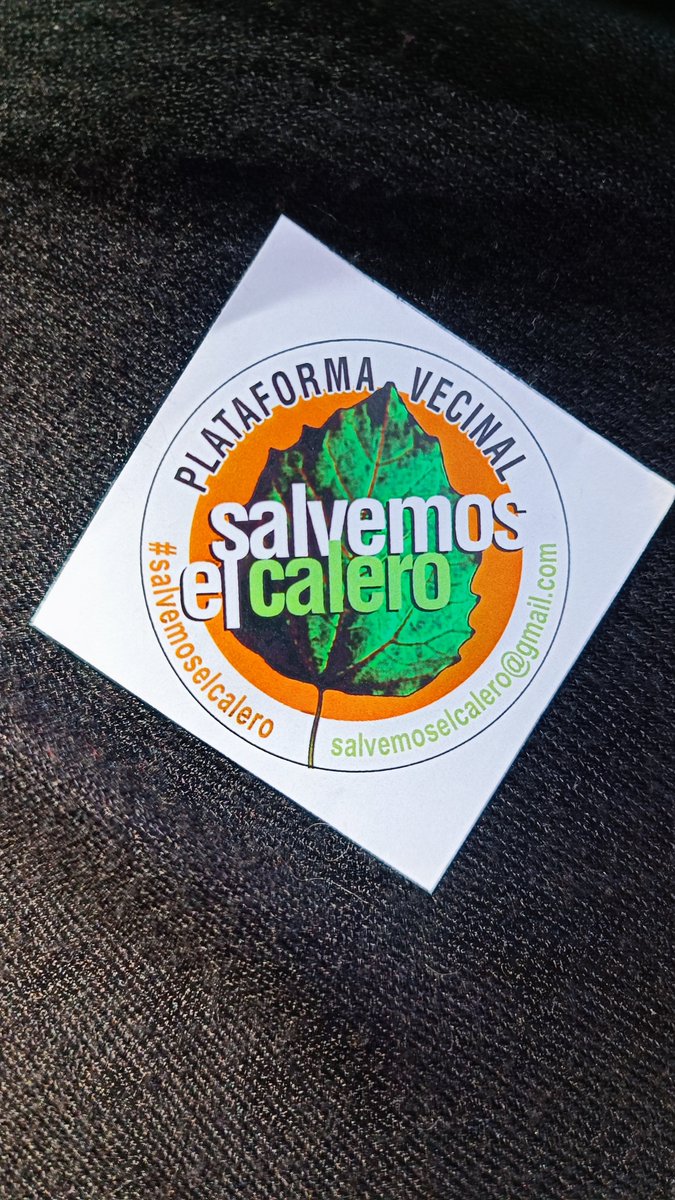 PLATAFORMA VECINAL
salvemos
el calero
#salvemoselcalero
salvemoselcalero@gmail.com